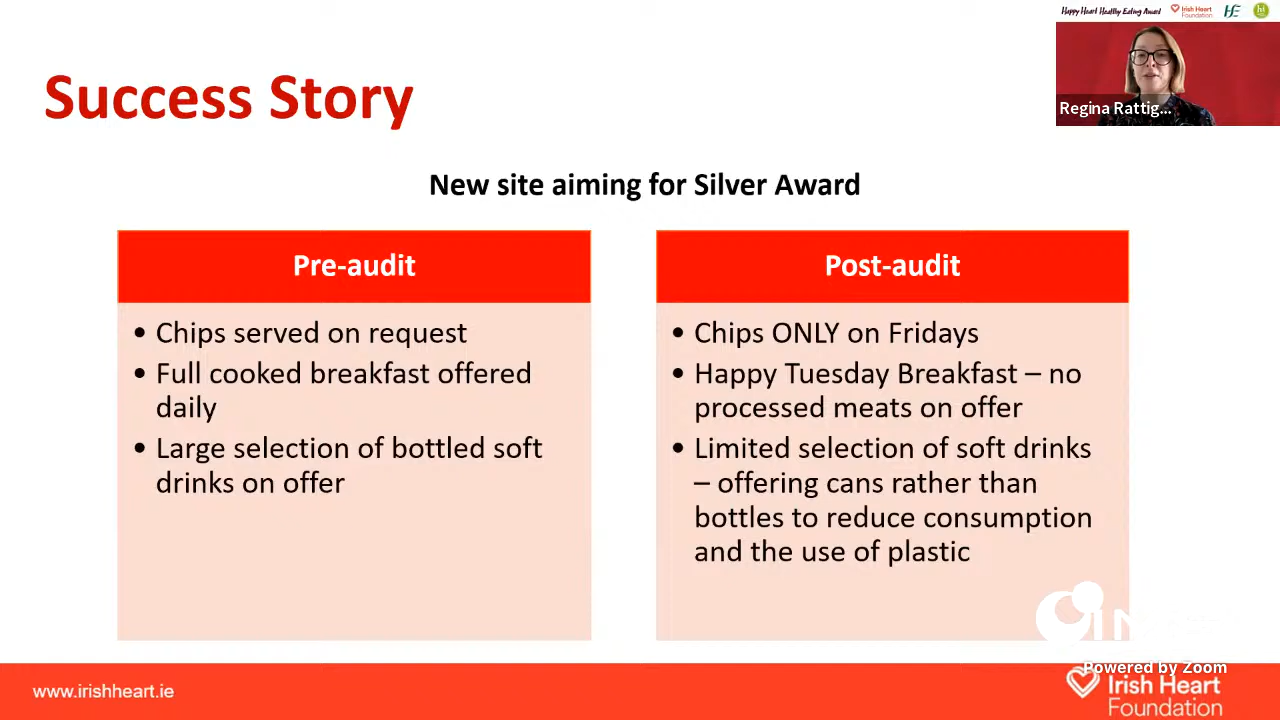 Happy Heart Healthy Eating Award
Irish Heart
Foundation
Regina Rattig...
Success Story
New site aiming for Silver Award
Pre-audit
• Chips served on request
• Full cooked breakfast offered
daily
• Large selection of bottled soft
drinks on offer
Post-audit
• Chips ONLY on Fridays
• Happy Tuesday Breakfast – no
processed meats on offer
• Limited selection of soft drinks
– offering cans rather than
bottles to reduce consumption
and the use of plastic
Powered by Zoom
www.irishheart.ie
Irish Heart
Foundation